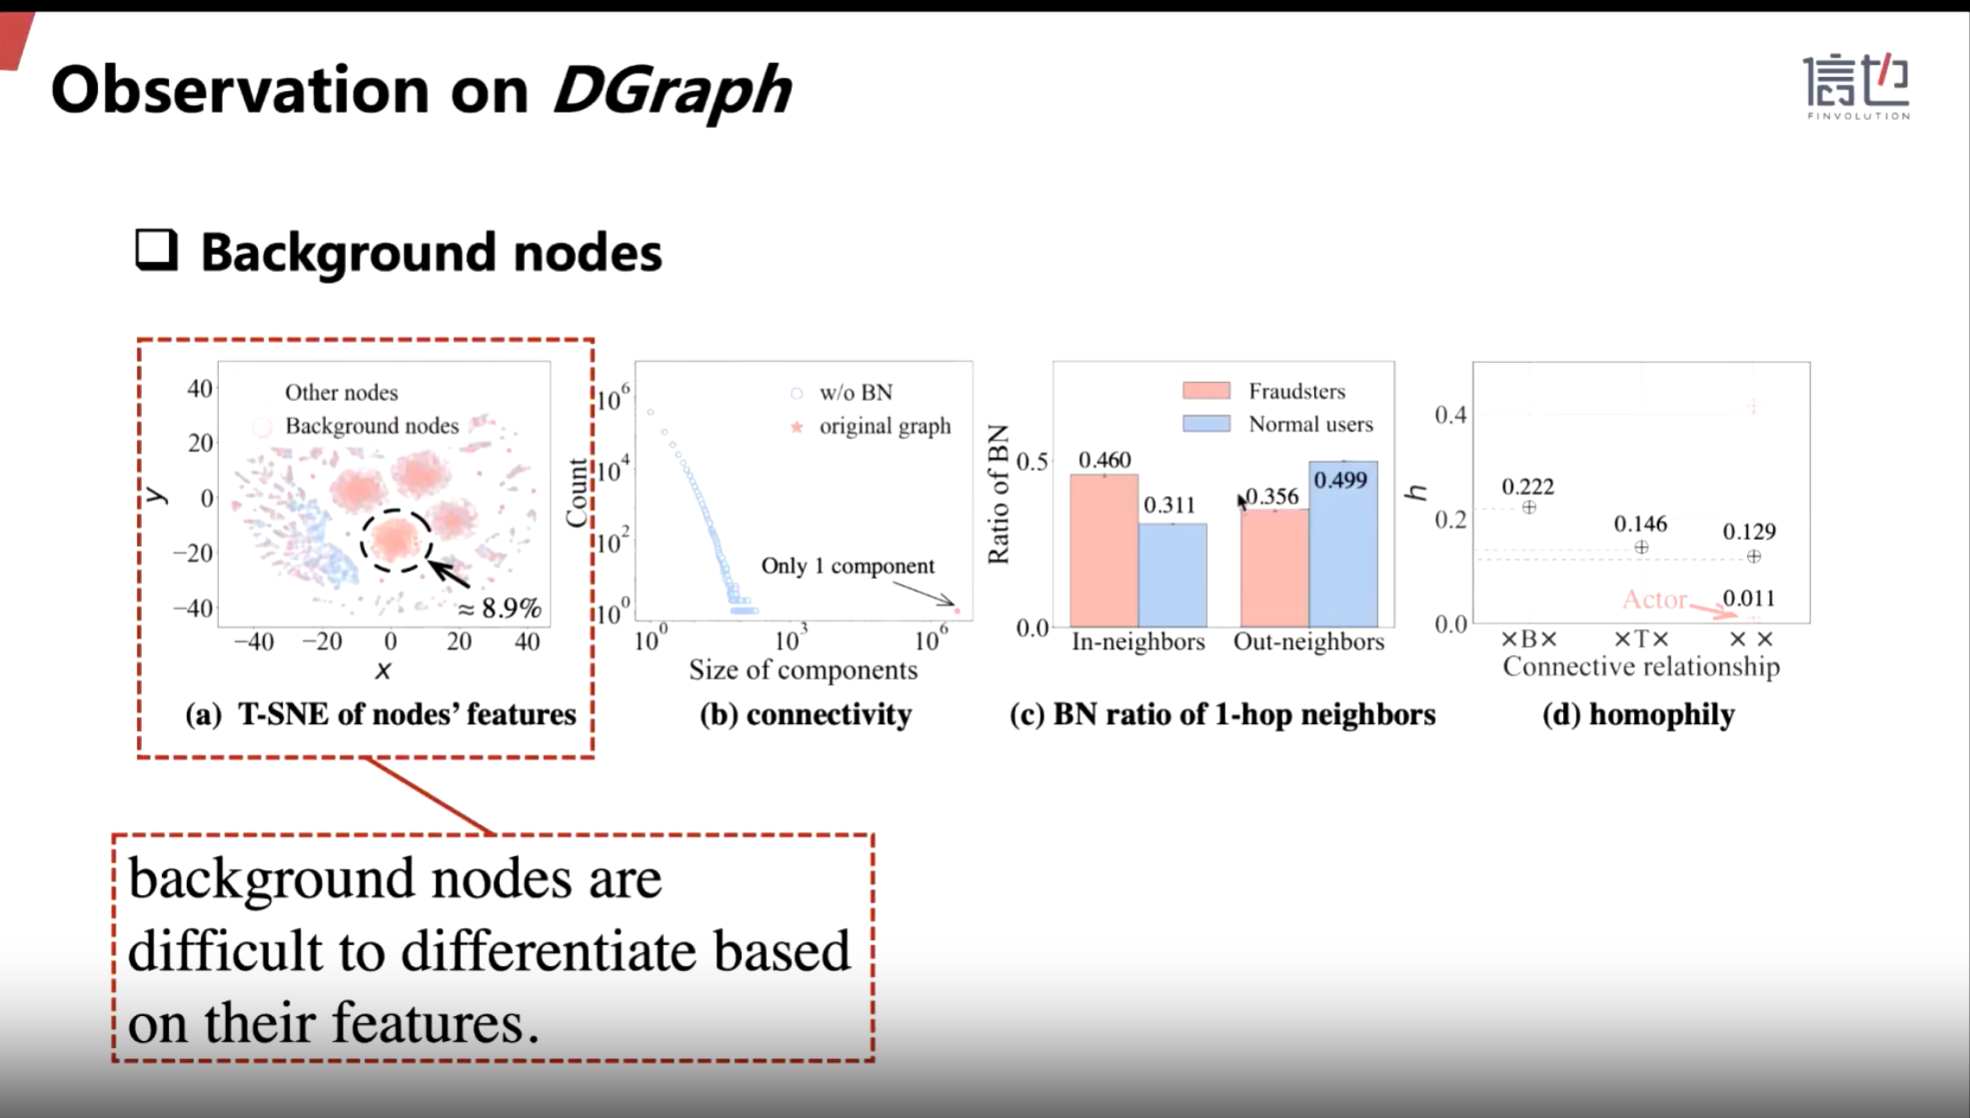 Observation on DGraph
信也
FINVOLUTION
Background nodes
40
20
0
−20
−40
y
Other nodes
Background nodes
≈ 8.9%
−40 −20 0 20 40
x
(a) T-SNE of nodes’ features
10^6
10^4
10^2
10^0
Count
w/o BN
original graph
Only 1 component
10^0 10^3 10^6
Size of components
(b) connectivity
Ratio of BN
0.5
0.0
Fraudsters
Normal users
0.460
0.311
0.356
0.499
In-neighbors Out-neighbors
(c) BN ratio of 1-hop neighbors
h
0.4
0.2
0.0
0.222
0.146
0.129
Actor 0.011
×B× ×T× × ×
Connective relationship
(d) homophily
background nodes are
difficult to differentiate based
on their features.